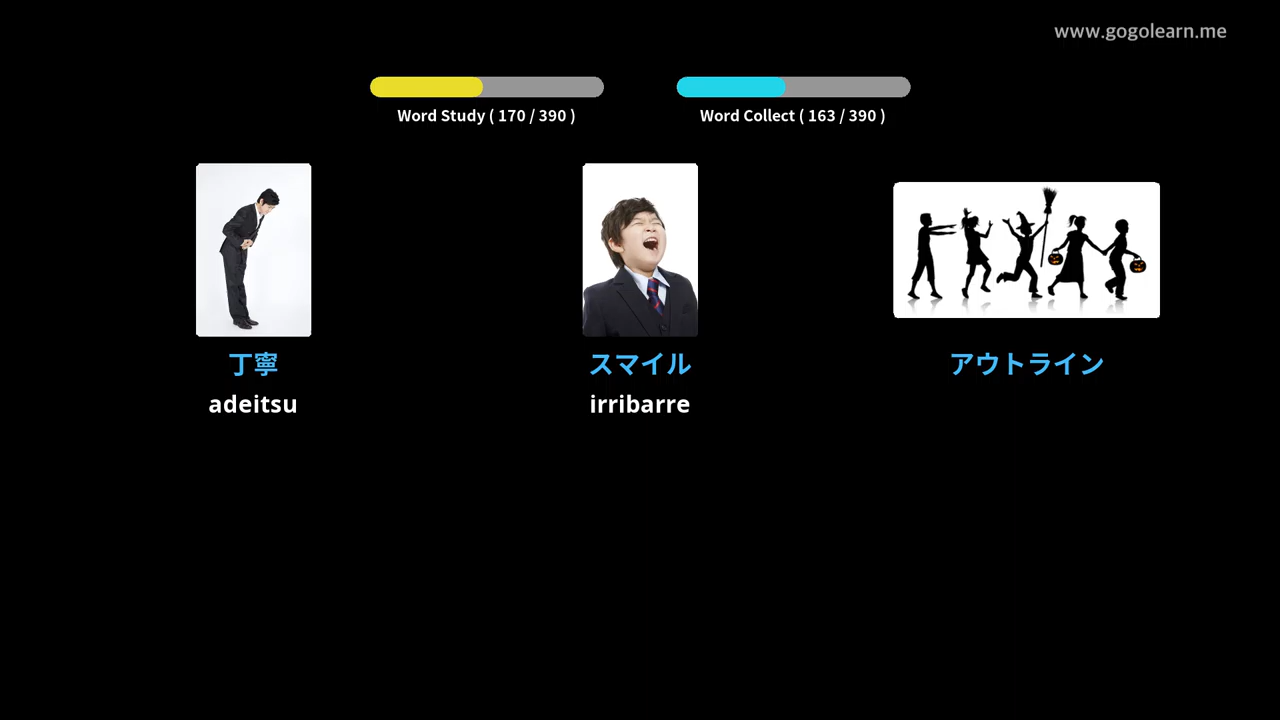 www.gogolearn.me
Word Study ( 170 / 390 )
Word Collect ( 163 / 390 )
丁寧
スマイル
アウトライン
adeitsu
irribarre